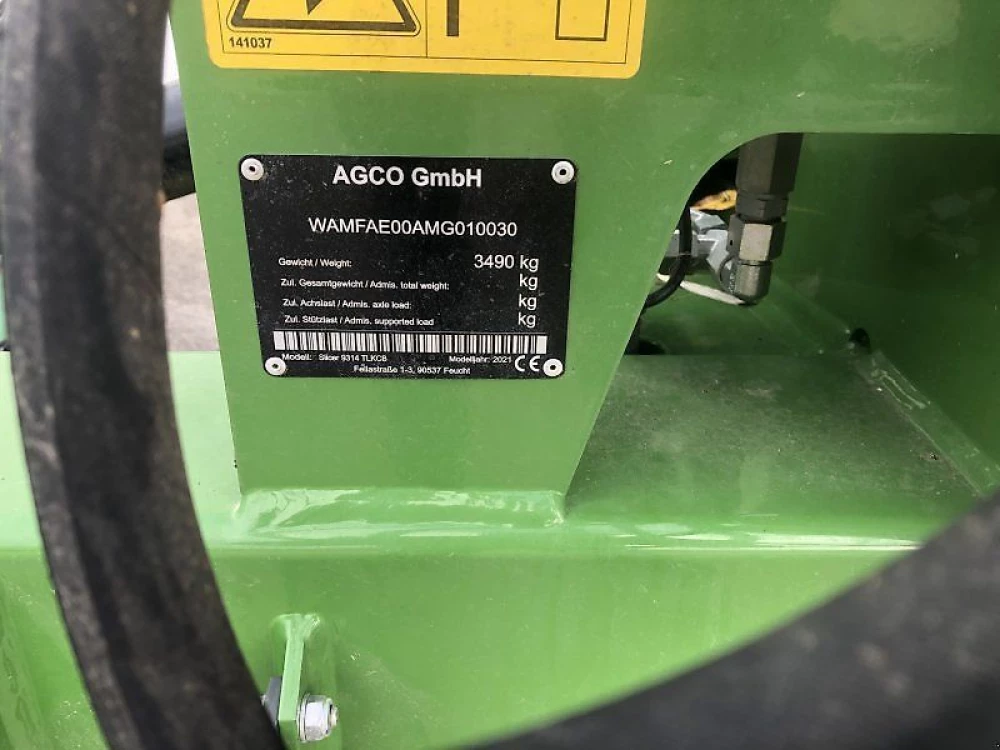 141037
AGCO GmbH
WAMFAE00AMG010030
Gewicht / Weight: 3490 kg
Zul. Gesamtgewicht / Admis. total weight: kg
Zul. Achslast / Admis. axle load: kg
Zul. Stützlast / Admis. supported load kg
Modell: Slicer 9314 TLKCB Modelljahr: 2021 CE
Fellastraße 1-3, 90537 Feucht